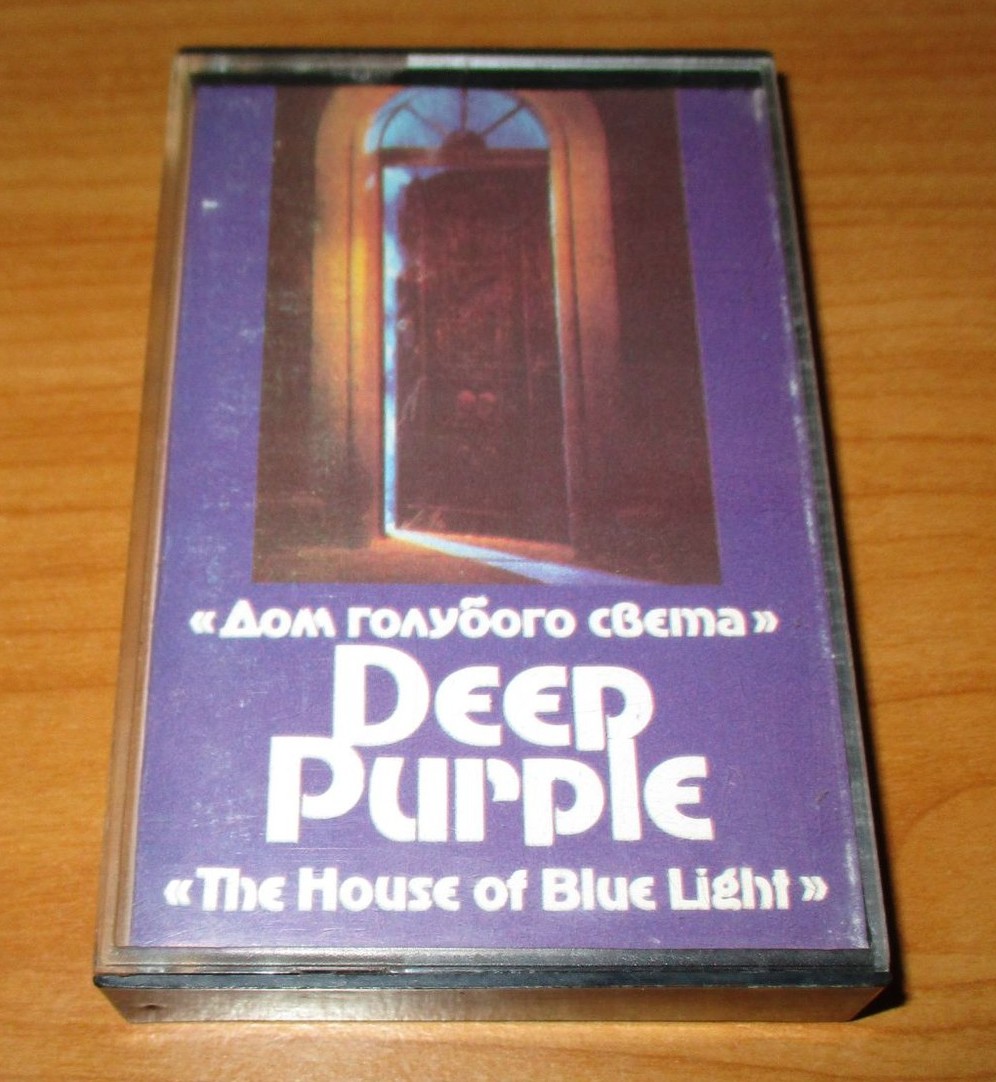 «Дом голубого света»
Deep
Purple
«The House of Blue Light»